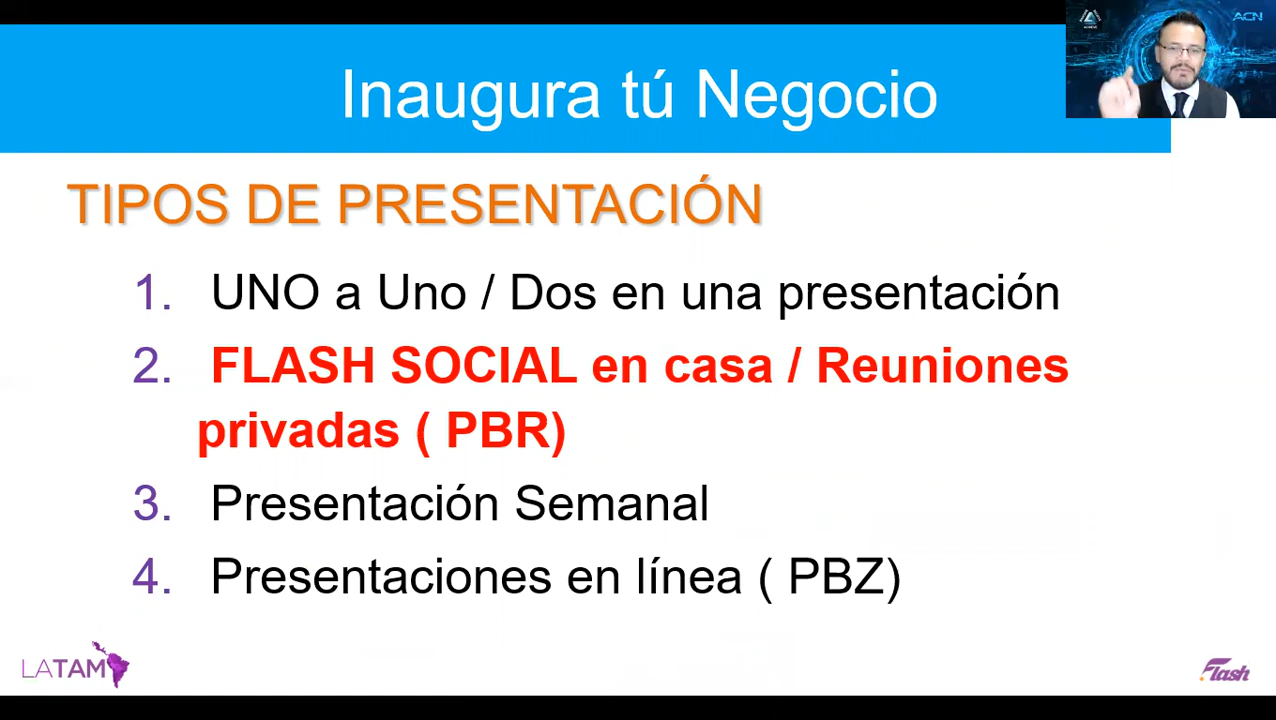 Inaugura tú Negocio
ACN
TIPOS DE PRESENTACIÓN
1. UNO a Uno / Dos en una presentación
2. FLASH SOCIAL en casa / Reuniones
privadas ( PBR)
3. Presentación Semanal
4. Presentaciones en línea ( PBZ)
LATAM
Flash